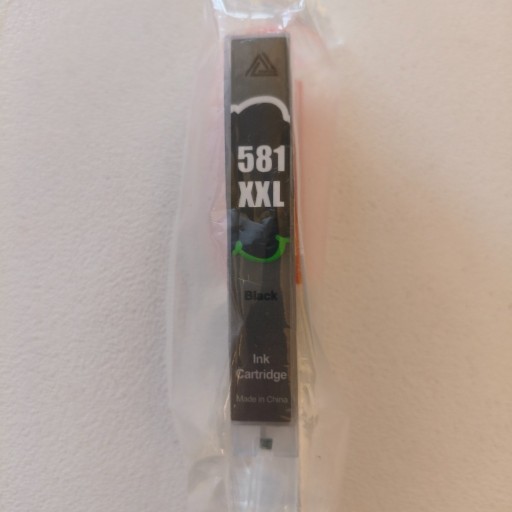 581
XXL
Black
Ink
Cartridge
Made in China